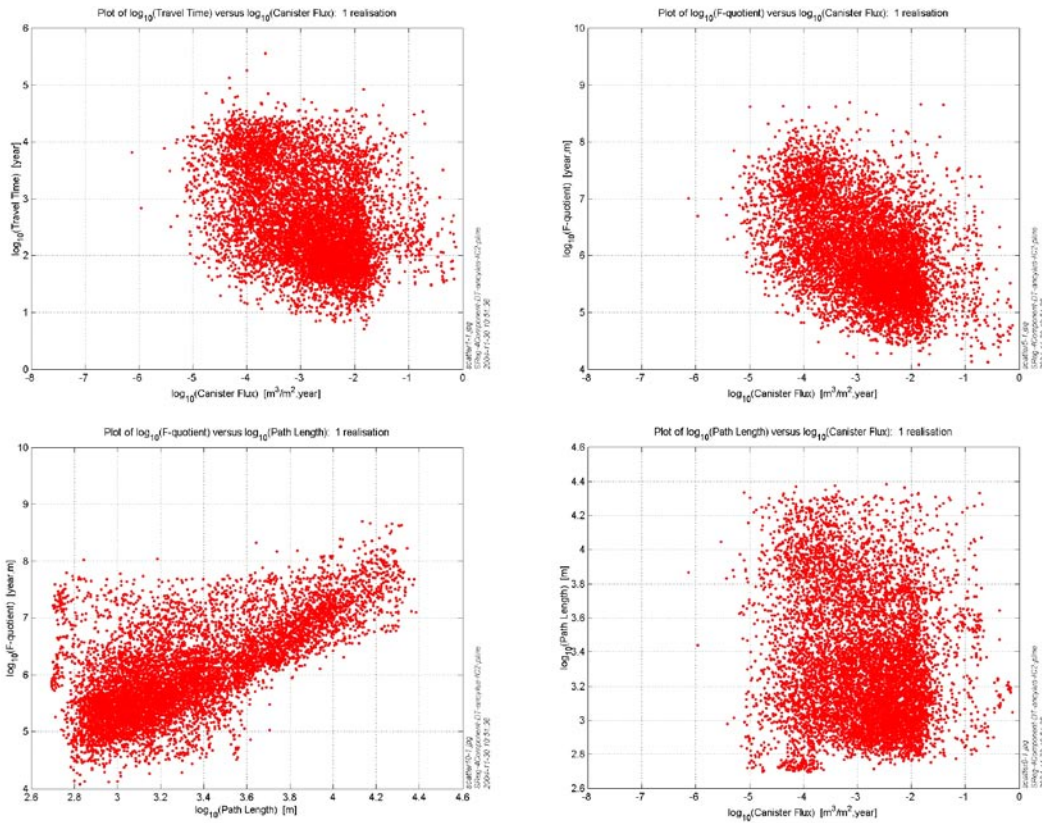 Plot of log10(Travel Time) versus log10(Canister Flux): 1 realisation
6
5
4
3
2
1
0
log10(Travel Time) [year]
-8 -7 -6 -5 -4 -3 -2 -1 0
log10(Canister Flux) [m3/m2.year]
scatter1-1.jpg
Plot of log10(F-quotient) versus log10(Canister Flux): 1 realisation
10
9
8
7
6
5
4
log10(F-quotient) [year.m]
-8 -7 -6 -5 -4 -3 -2 -1 0
log10(Canister Flux) [m3/m2.year]
Plot of log10(F-quotient) versus log10(Path Length): 1 realisation
10
9
8
7
6
5
4
log10(F-quotient) [year.m]
2.6 2.8 3 3.2 3.4 3.6 3.8 4 4.2 4.4 4.6
log10(Path Length) [m]
scatter10-1.jpg
Plot of log10(Path Length) versus log10(Canister Flux): 1 realisation
4.6
4.4
4.2
4
3.8
3.6
3.4
3.2
3
2.8
2.6
log10(Path Length) [m]
-8 -7 -6 -5 -4 -3 -2 -1 0
log10(Canister Flux) [m3/m2.year]